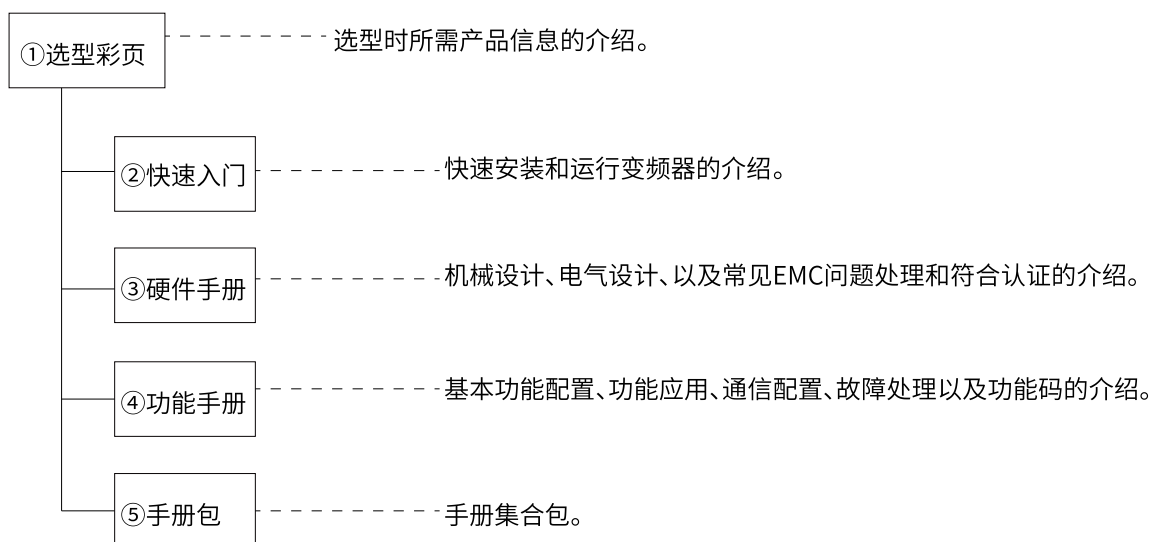 ①选型彩页
选型时所需产品信息的介绍。
②快速入门
快速安装和运行变频器的介绍。
③硬件手册
机械设计、电气设计、以及常见EMC问题处理和符合认证的介绍。
④功能手册
基本功能配置、功能应用、通信配置、故障处理以及功能码的介绍。
⑤手册包
手册集合包。